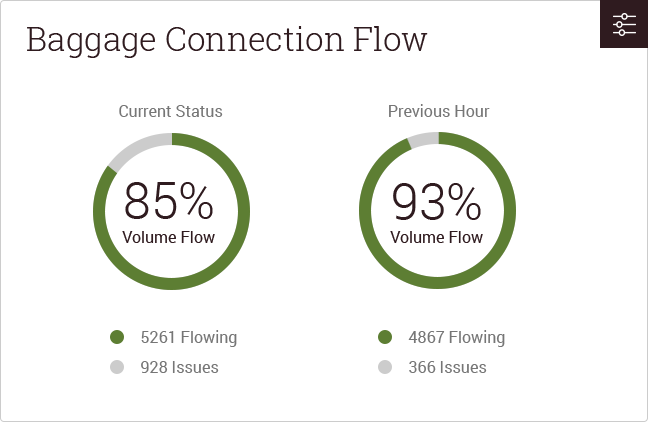 Baggage Connection Flow
Current Status
85%
Volume Flow
5261 Flowing
928 Issues
Previous Hour
93%
Volume Flow
4867 Flowing
366 Issues